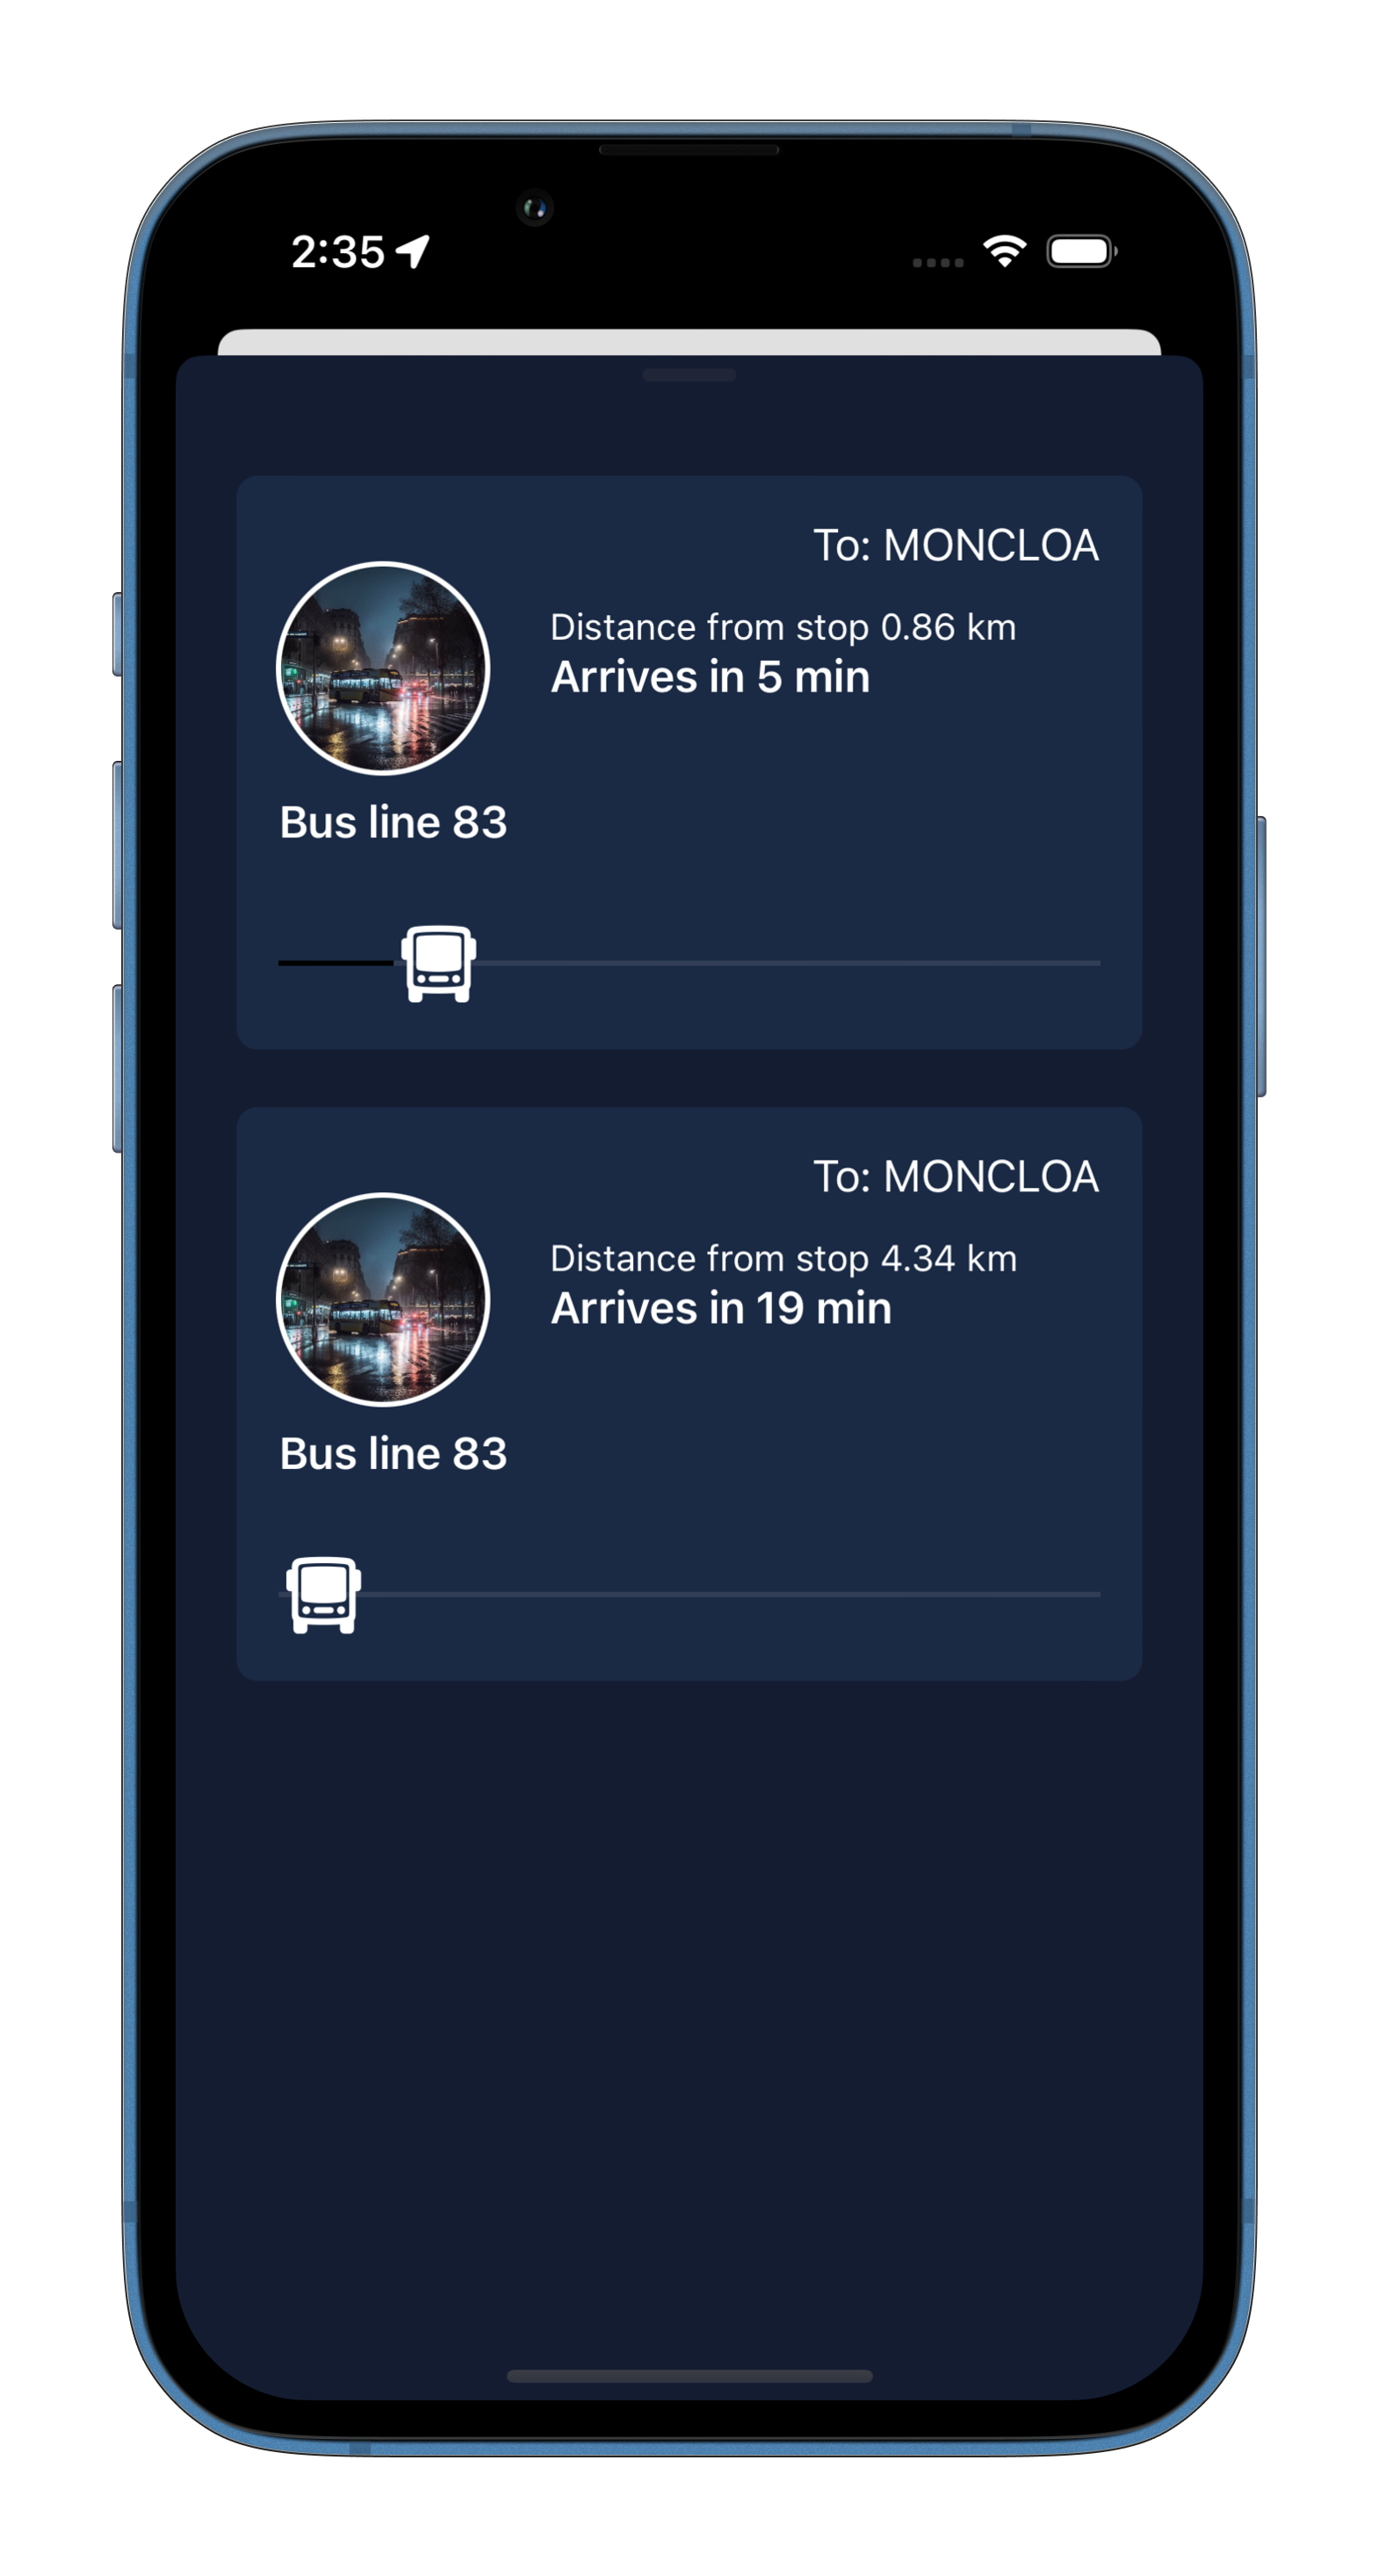 2:35
To: MONCLOA
Distance from stop 0.86 km
Arrives in 5 min
Bus line 83
To: MONCLOA
Distance from stop 4.34 km
Arrives in 19 min
Bus line 83